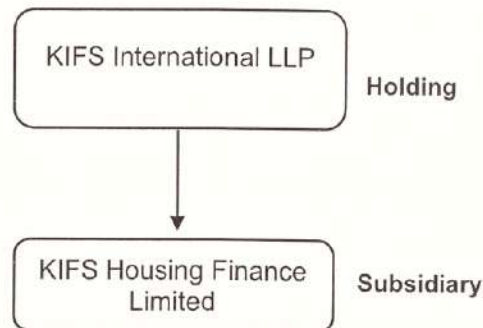 KIFS International LLP
Holding
KIFS Housing Finance
Limited
Subsidiary